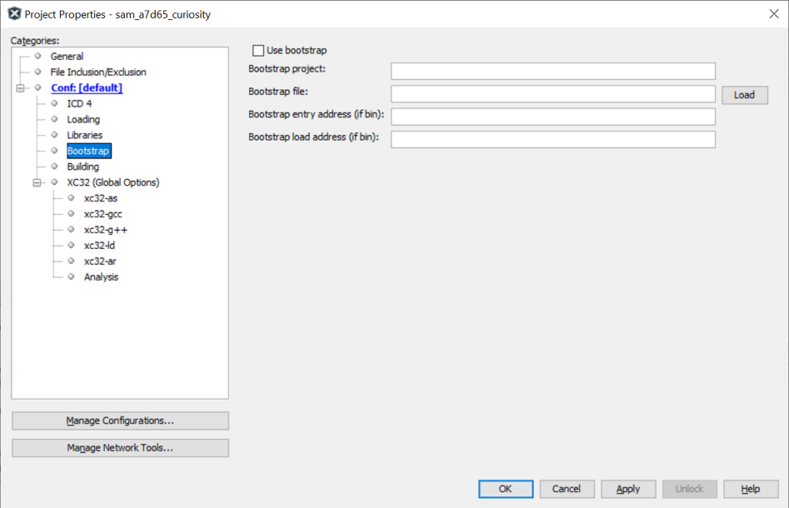 Project Properties - sam_a7d65_curiosity
Categories:
General
File Inclusion/Exclusion
Conf: [default]
ICD 4
Loading
Libraries
Bootstrap
Building
XC32 (Global Options)
xc32-as
xc32-gcc
xc32-g++
xc32-ld
xc32-ar
Analysis
Manage Configurations...
Manage Network Tools...
Use bootstrap
Bootstrap project:
Bootstrap file:
Load
Bootstrap entry address (if bin):
Bootstrap load address (if bin):
OK
Cancel
Apply
Unlock
Help